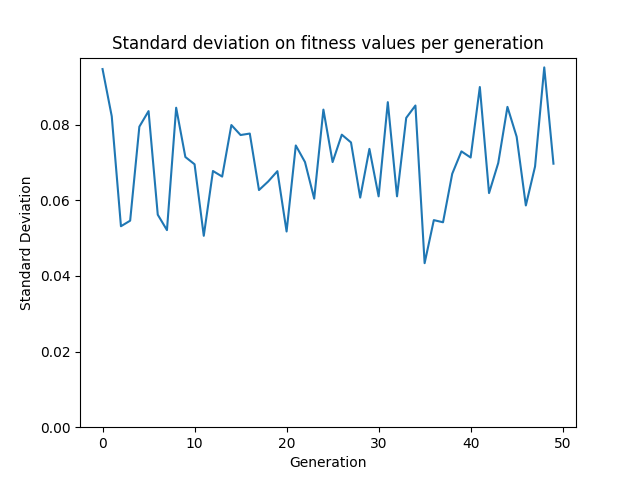 Standard deviation on fitness values per generation
Standard Deviation
0.08
0.06
0.04
0.02
0.00
0 10 20 30 40 50
Generation